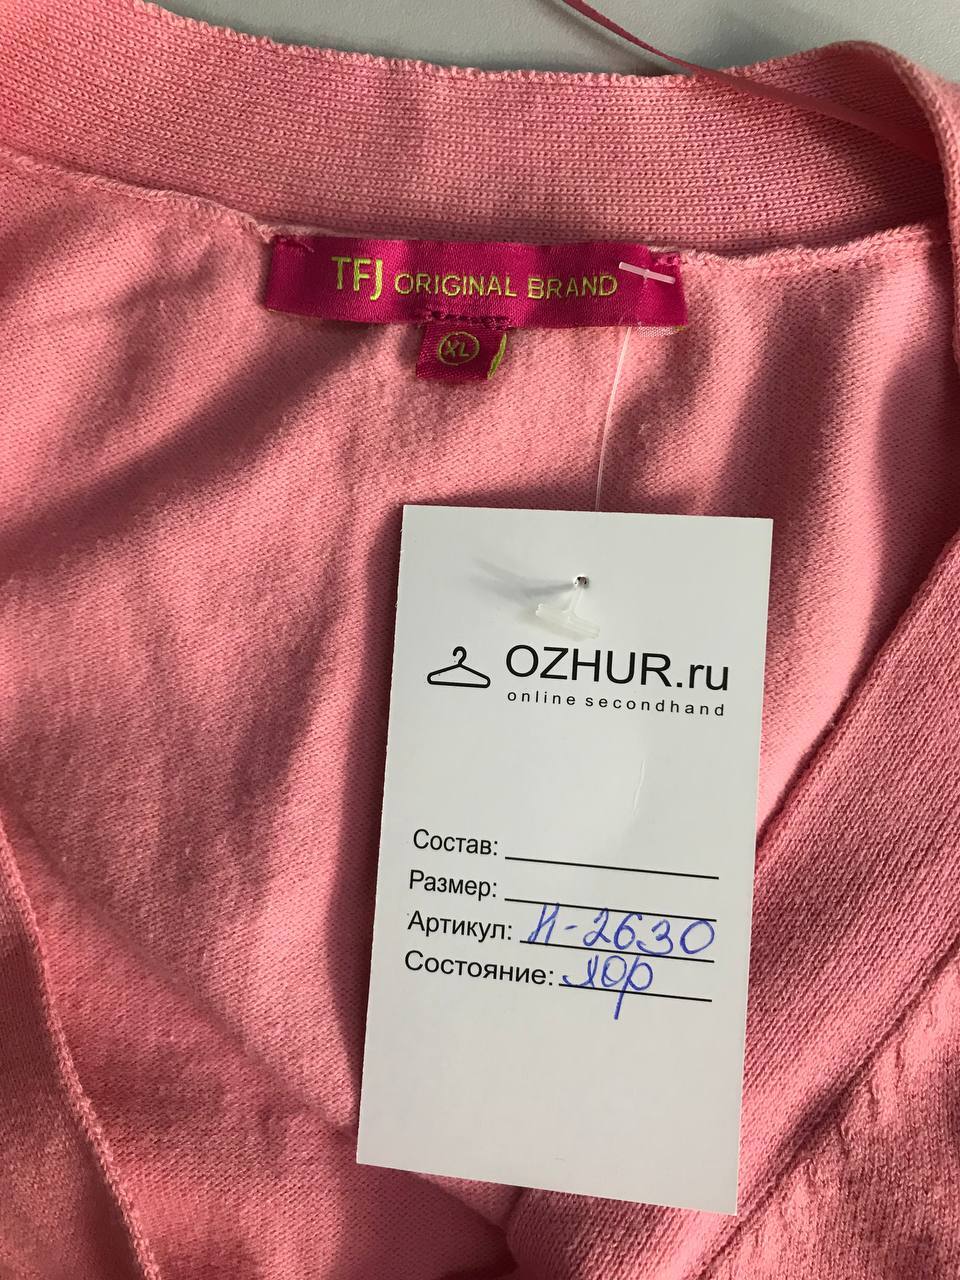 TFJ ORIGINAL BRAND
XL
OZHUR.ru
online secondhand
Состав:
Размер:
Артикул: И-2630
Состояние: хор